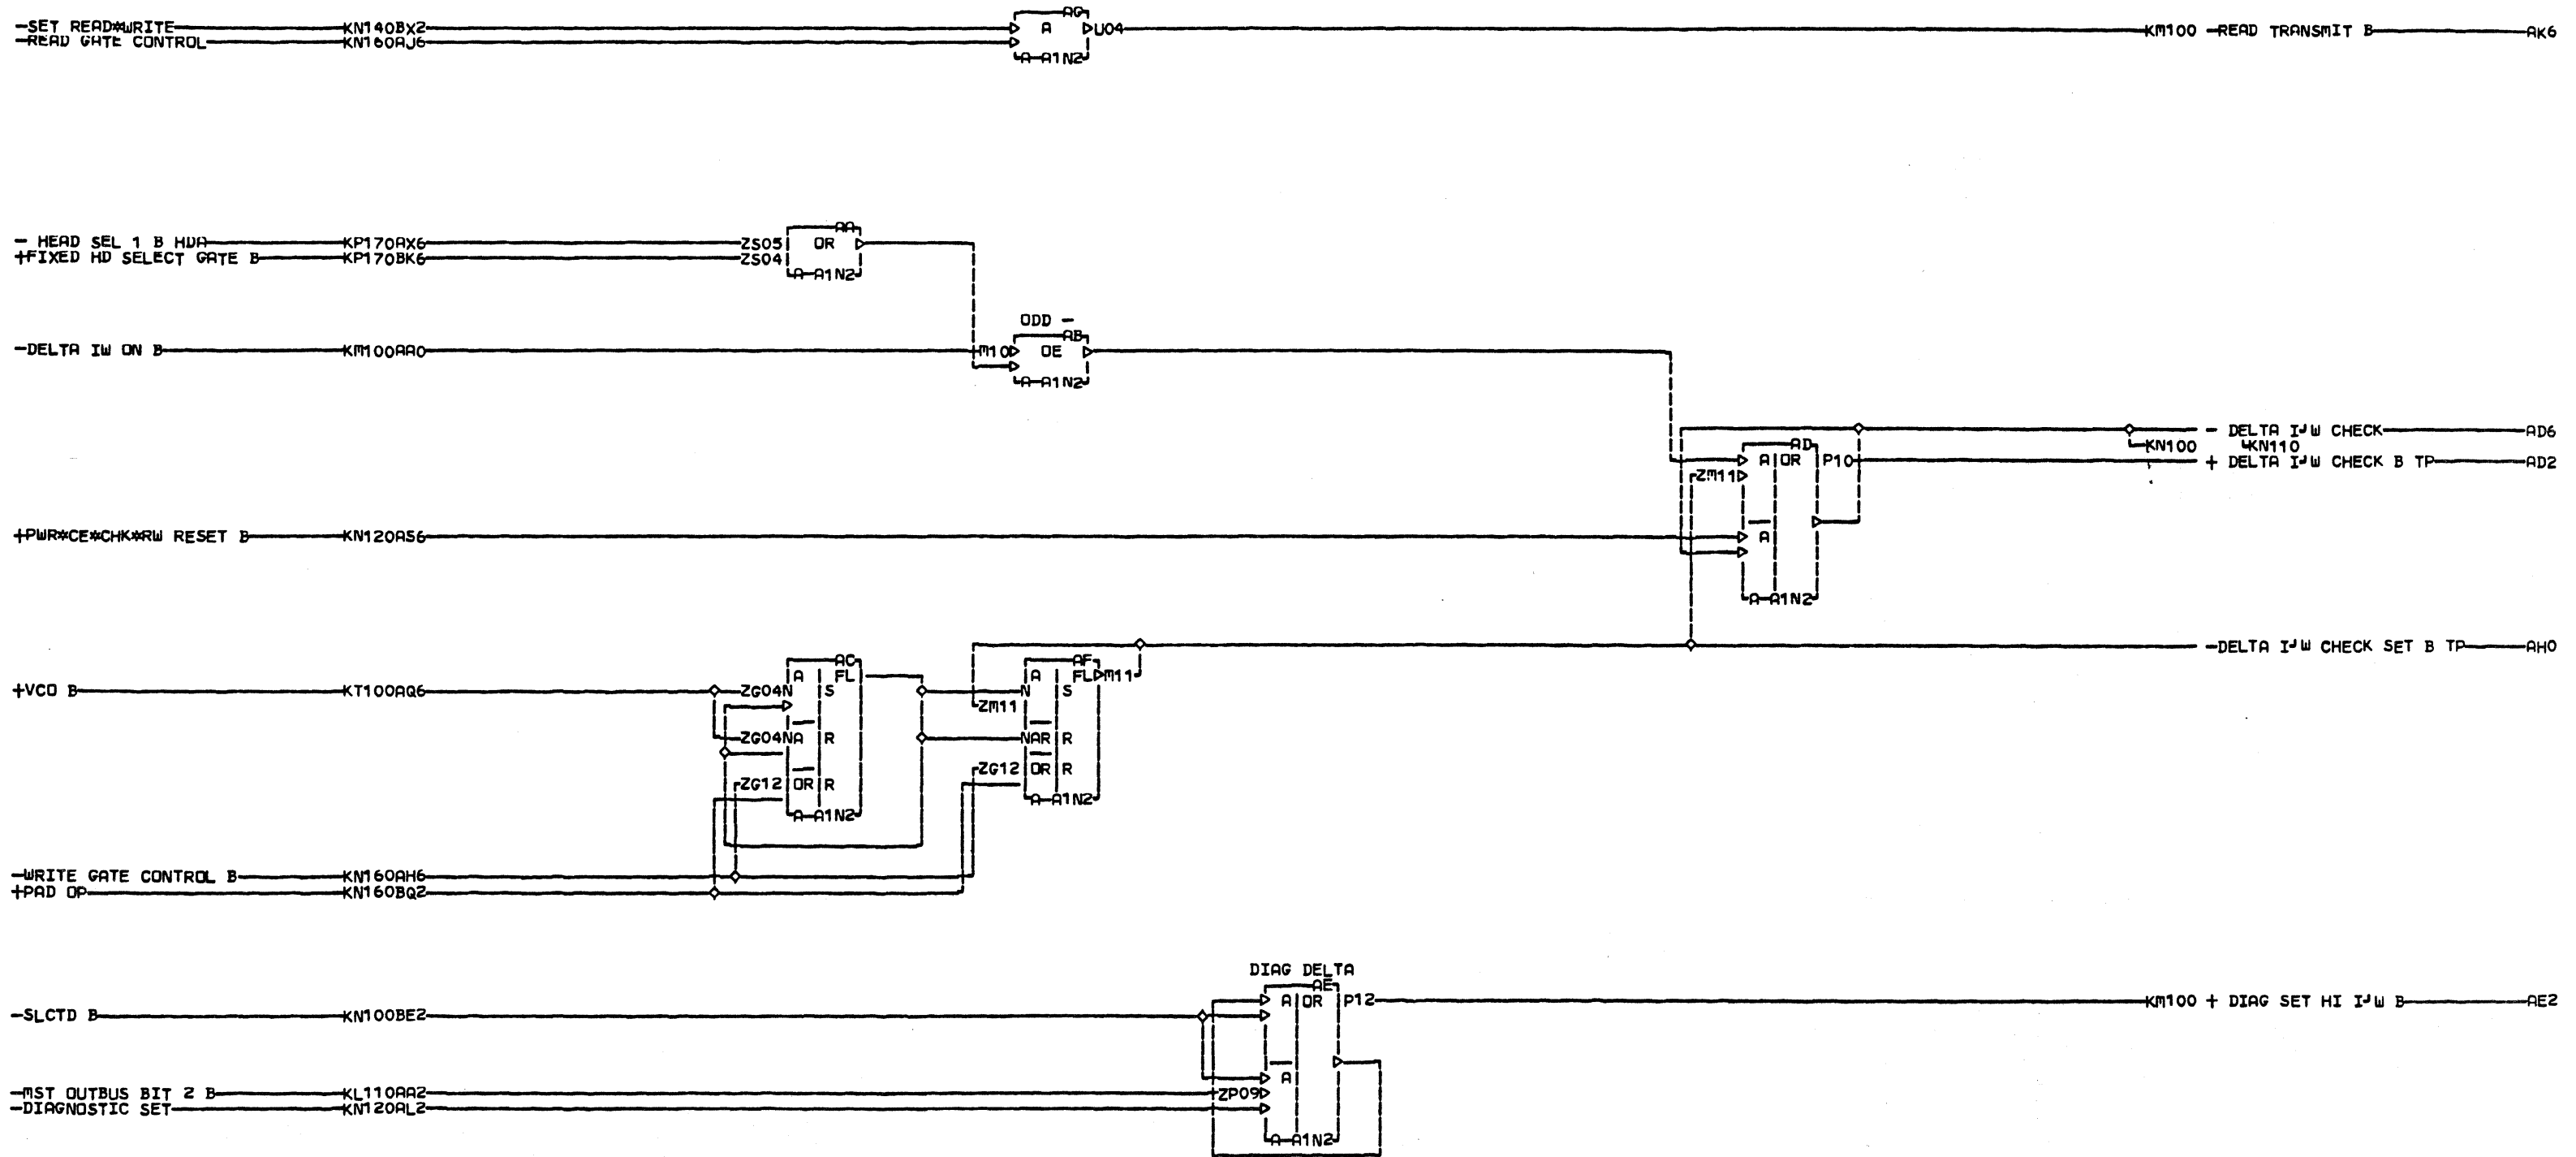 AG
-SET READ*WRITE KN140BX2 A U04 KM100 -READ TRANSMIT B AK6
-READ GATE CONTROL KN160AJ6
A-A1N2
AA
- HEAD SEL 1 B HDA KP170AX6 ZS05 OR
+FIXED HD SELECT GATE B KP170BK6 ZS04
A-A1N2
ODD -
AB
-DELTA IW ON B KM100AA0 M10 OE
A-A1N2
- DELTA I┘W CHECK AD6
AD KN100 KN110
A OR P10 + DELTA I┘W CHECK B TP AD2
ZM11
+PWR*CE*CHK*RW RESET B KN120AS6 A
A-A1N2
-DELTA I┘W CHECK SET B TP AH0
AC AF
A FL A FL M11
+VCO B KT100AQ6 ZG04N S N S
ZM11
ZG04NA R NAR R
ZG12 OR R
ZG12 OR R
A-A1N2
A-A1N2
-WRITE GATE CONTROL B KN160AH6
+PAD OP KN160BQ2
DIAG DELTA
AE
A OR P12 KM100 + DIAG SET HI I┘W B AE2
-SLCTD B KN100BE2
A
-MST OUTBUS BIT 2 B KL110AA2 ZP09
-DIAGNOSTIC SET KN120AL2
A-A1N2